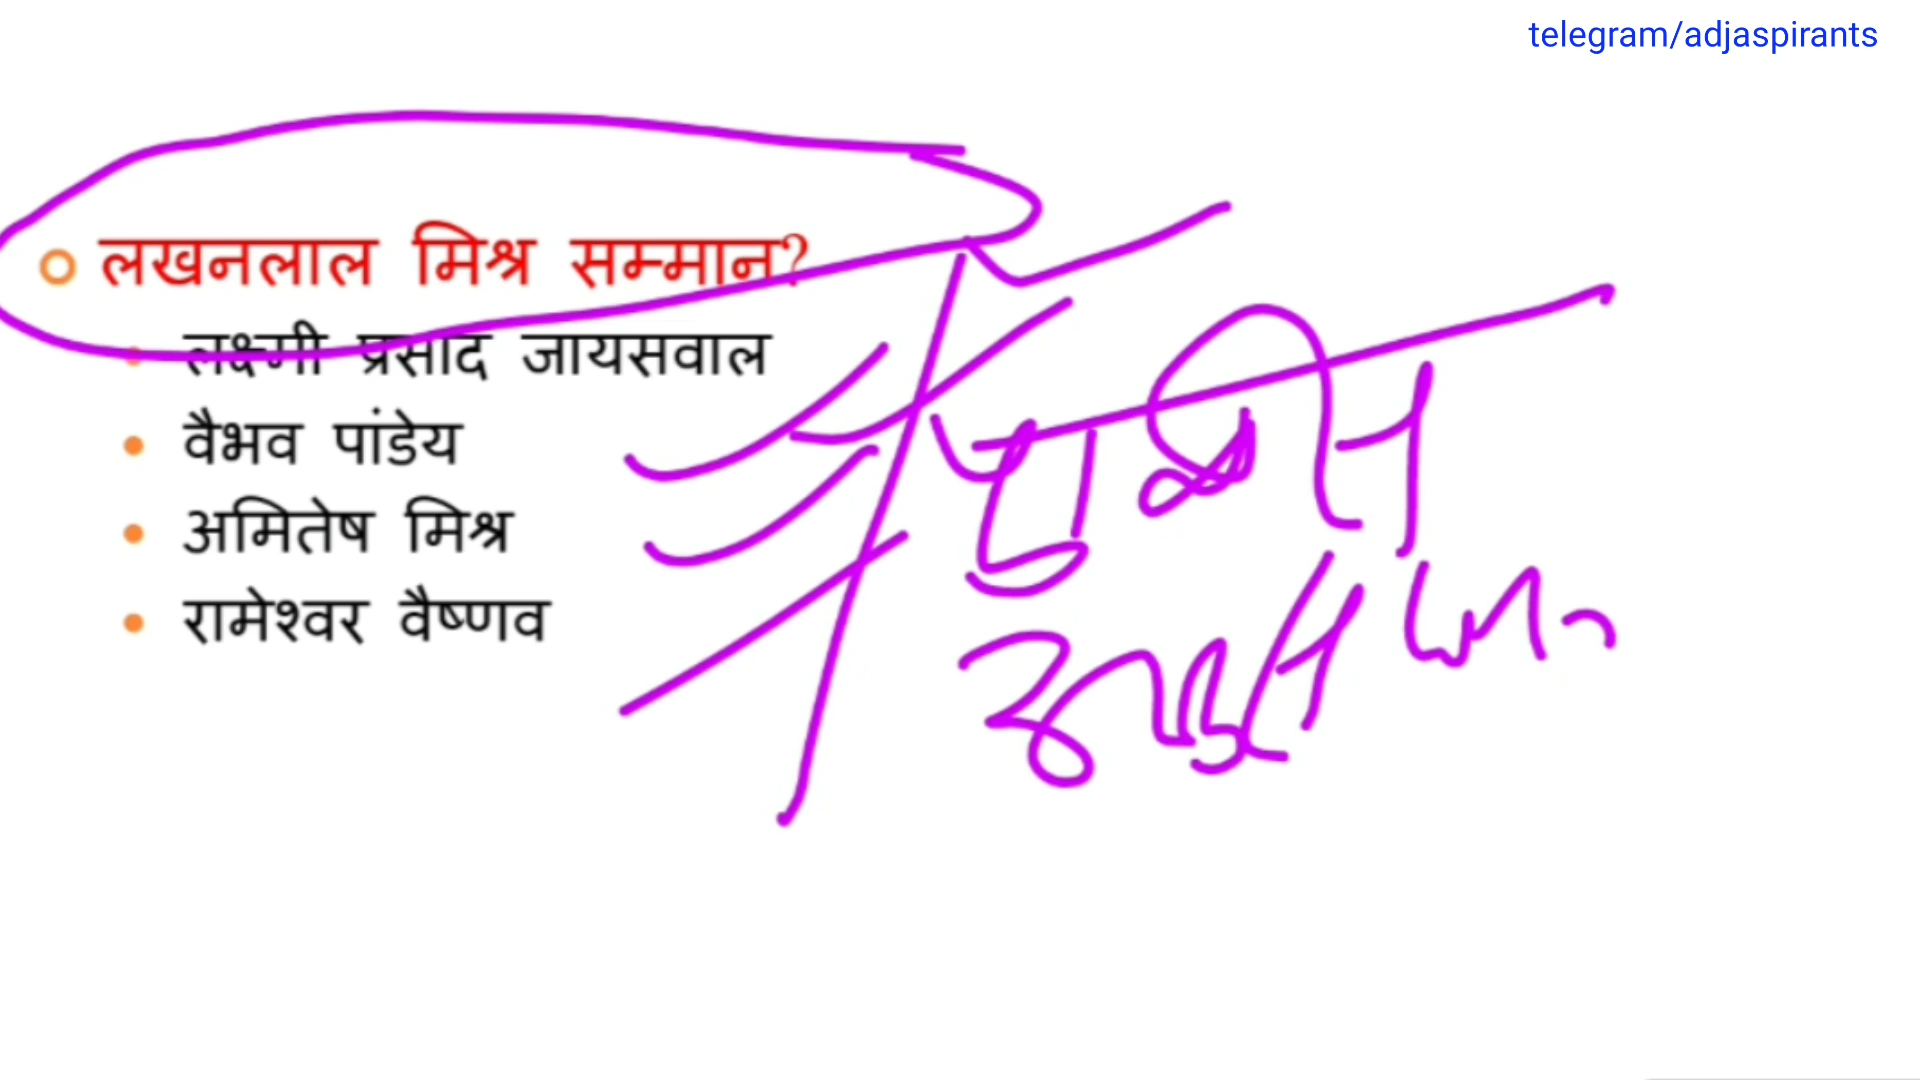 telegram/adjaspirants
लखनलाल मिश्र सम्मान?
लक्ष्मी प्रसाद जायसवाल
वैभव पांडेय
अमितेष मिश्र
रामेश्वर वैष्णव